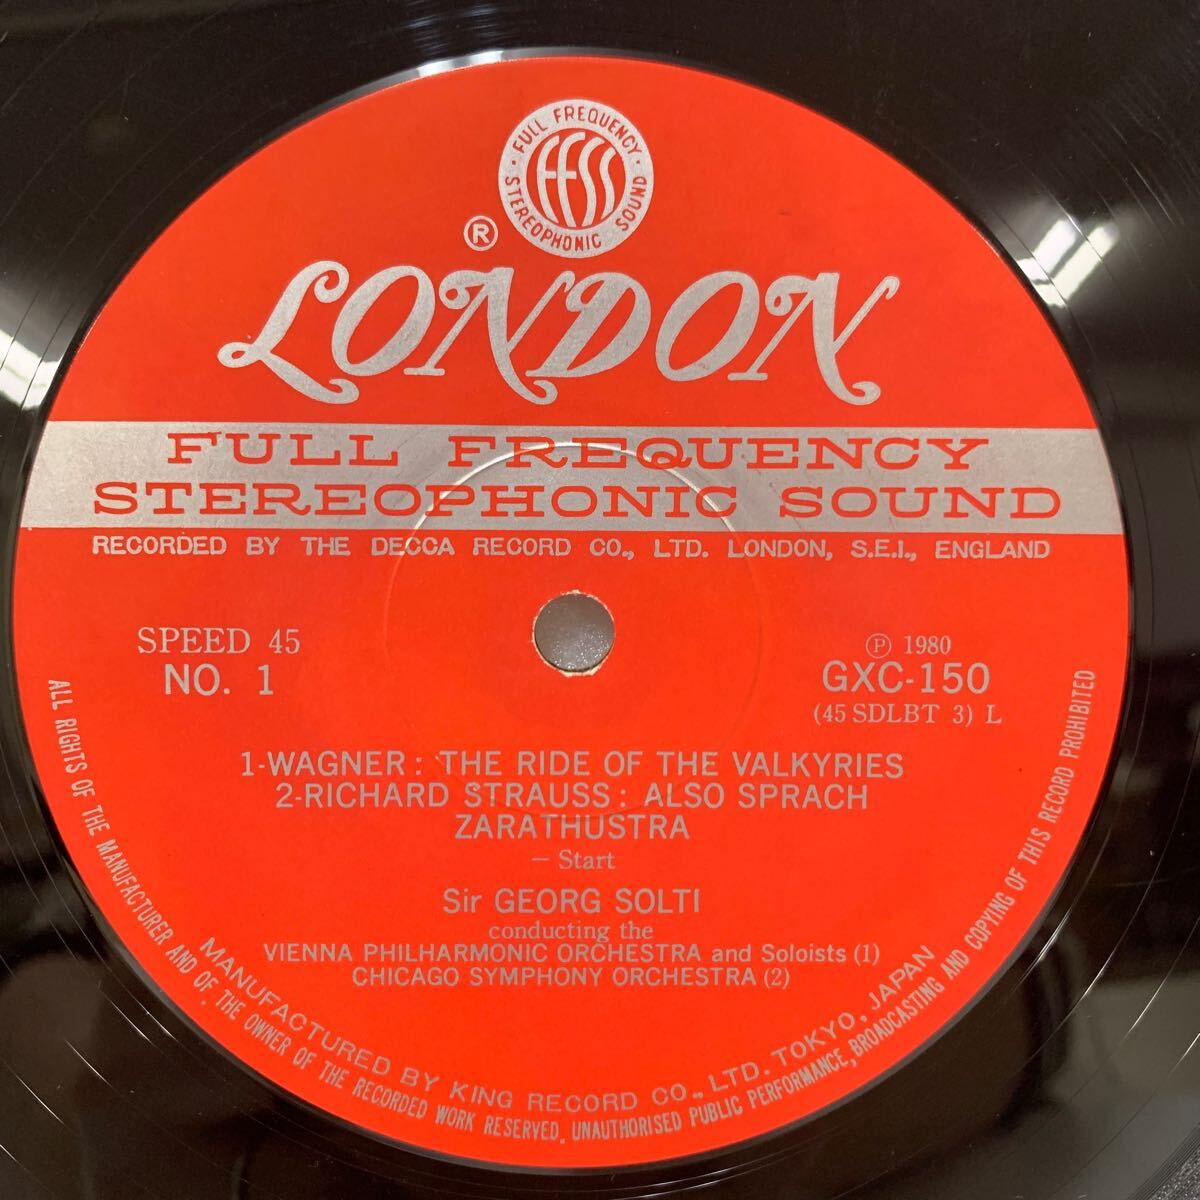 · FULL FREQUENCY · STEREOPHONIC SOUND
FFSS
®
LONDON
FULL FREQUENCY
STEREOPHONIC SOUND
RECORDED BY THE DECCA RECORD CO., LTD. LONDON, S.E.I., ENGLAND
SPEED 45
NO. 1
Ⓟ 1980
GXC-150
(45 SDLBT 3) L
1-WAGNER: THE RIDE OF THE VALKYRIES
2-RICHARD STRAUSS: ALSO SPRACH
ZARATHUSTRA
— Start
Sir GEORG SOLTI
conducting the
VIENNA PHILHARMONIC ORCHESTRA and Soloists (1)
CHICAGO SYMPHONY ORCHESTRA (2)
MANUFACTURED BY KING RECORD CO., LTD. TOKYO, JAPAN
ALL RIGHTS OF THE MANUFACTURER AND OF THE OWNER OF THE RECORDED WORK RESERVED. UNAUTHORISED PUBLIC PERFORMANCE, BROADCASTING AND COPYING OF THIS RECORD PROHIBITED